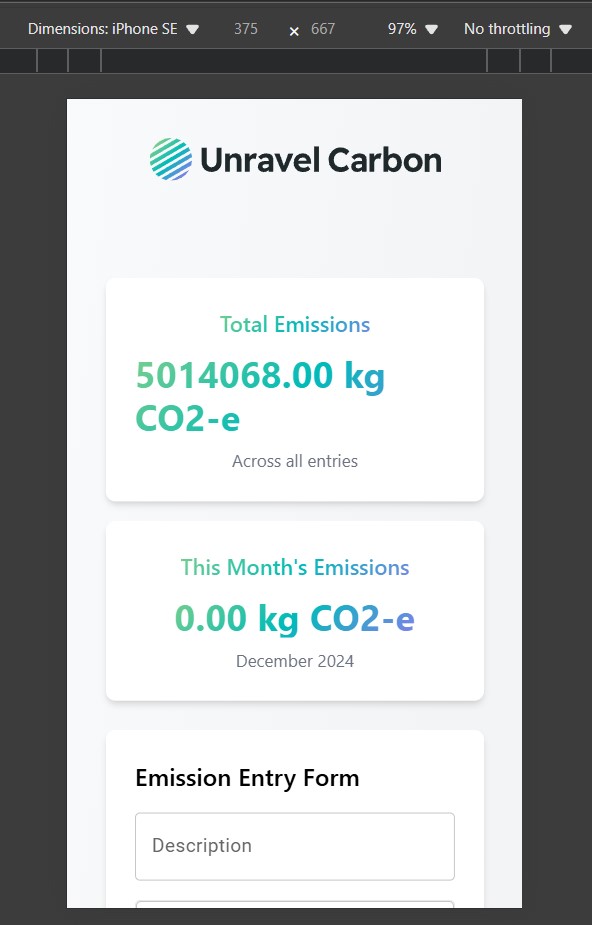 Dimensions: iPhone SE 375 × 667 97% No throttling
Unravel Carbon
Total Emissions
5014068.00 kg
CO2-e
Across all entries
This Month's Emissions
0.00 kg CO2-e
December 2024
Emission Entry Form
Description